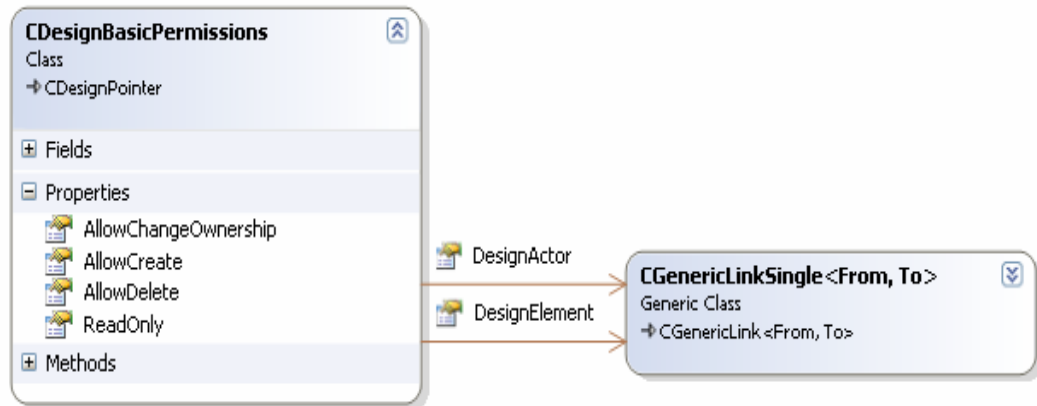 CDesignBasicPermissions
Class
CDesignPointer
Fields
Properties
AllowChangeOwnership
AllowCreate
AllowDelete
ReadOnly
Methods
DesignActor
DesignElement
CGenericLinkSingle<From, To>
Generic Class
CGenericLink<From, To>